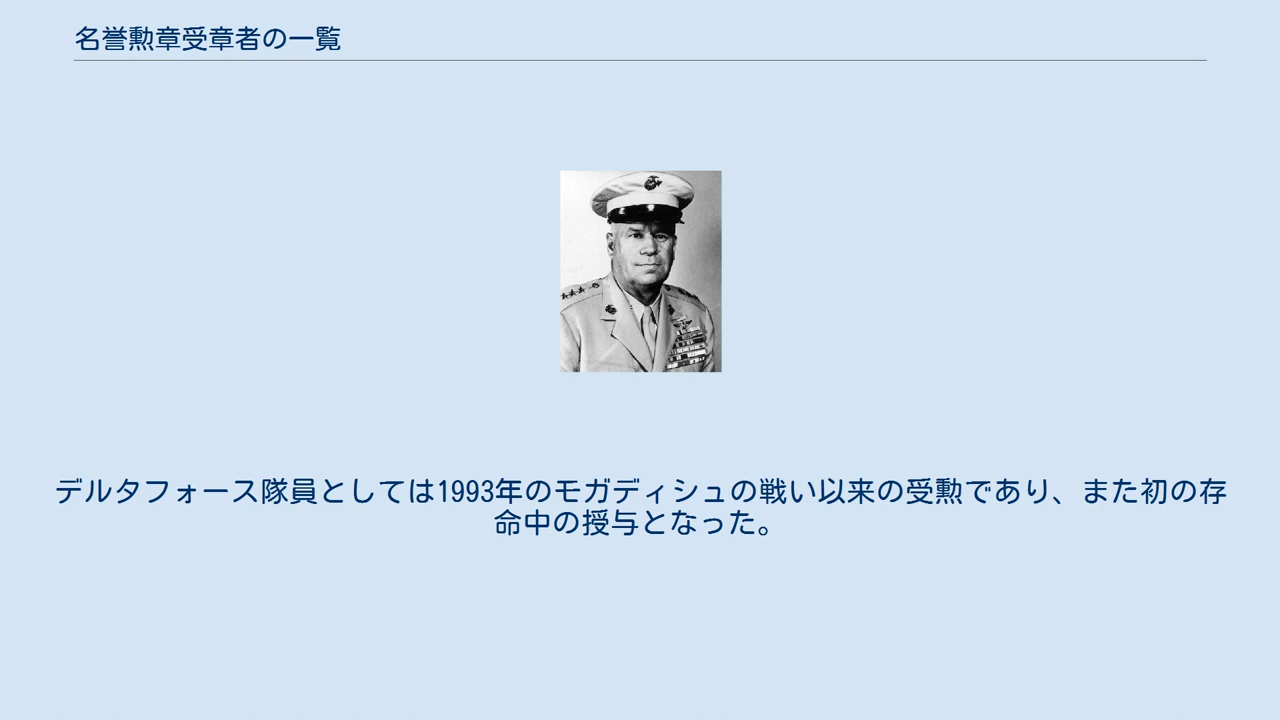 名誉勲章受章者の一覧
デルタフォース隊員としては1993年のモガディシュの戦い以来の受勲であり、また初の存
命中の授与となった。